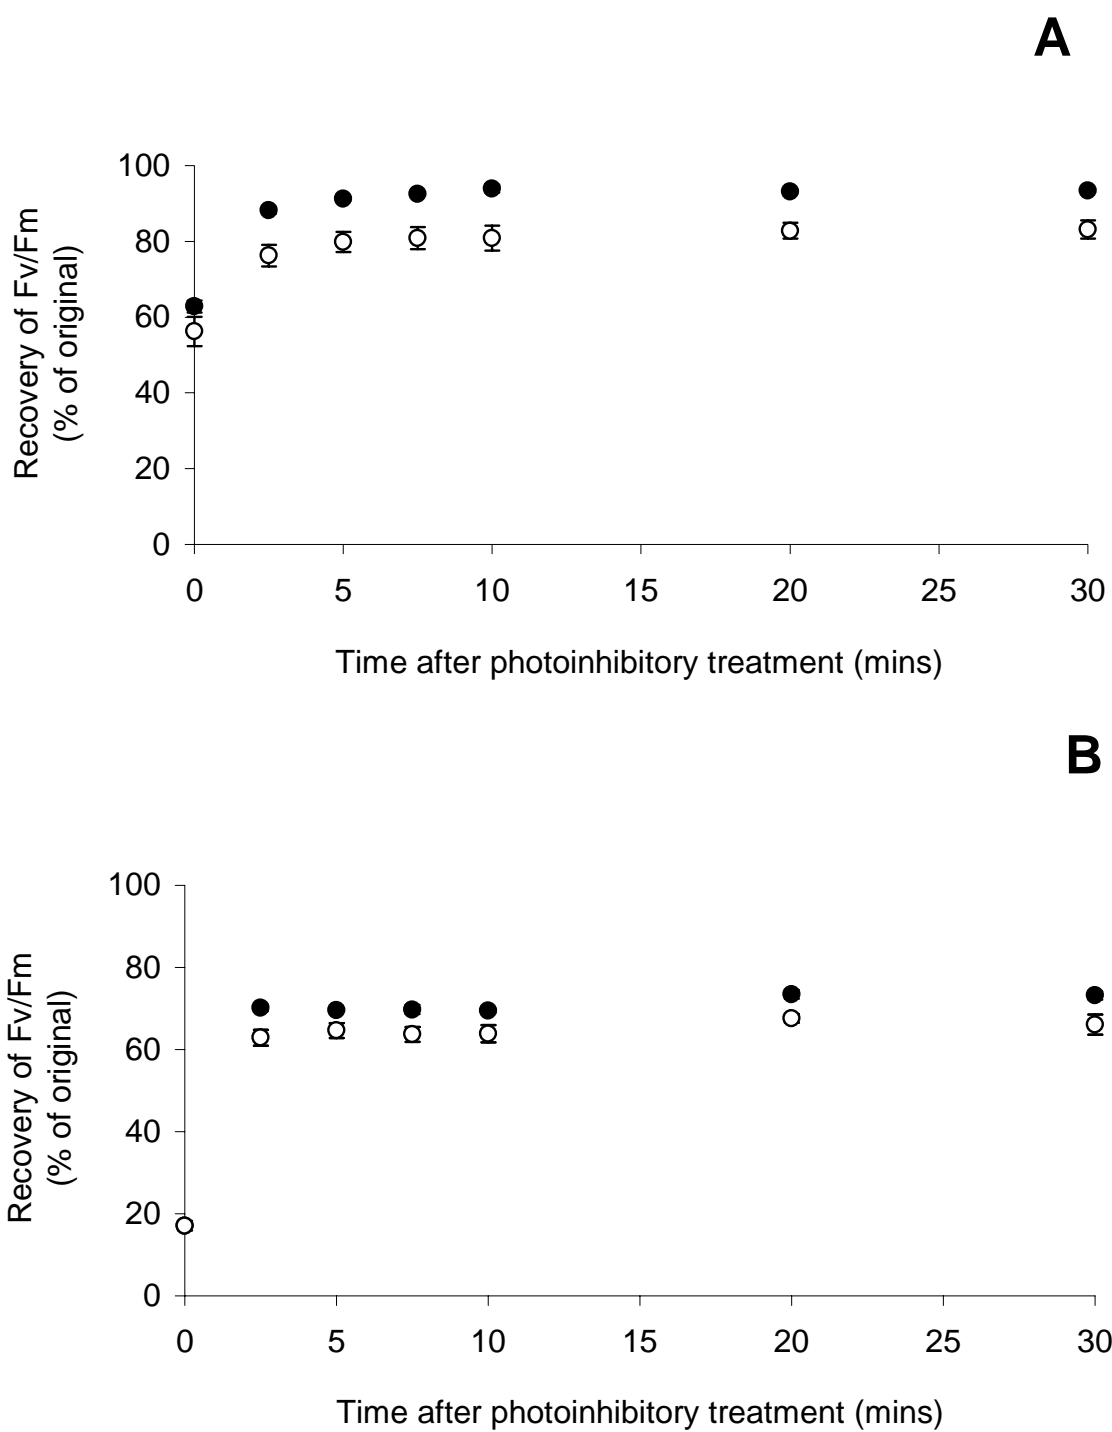 A
Recovery of Fv/Fm
(% of original)
100
80
60
40
20
0
0 5 10 15 20 25 30
Time after photoinhibitory treatment (mins)
B
Recovery of Fv/Fm
(% of original)
100
80
60
40
20
0
0 5 10 15 20 25 30
Time after photoinhibitory treatment (mins)